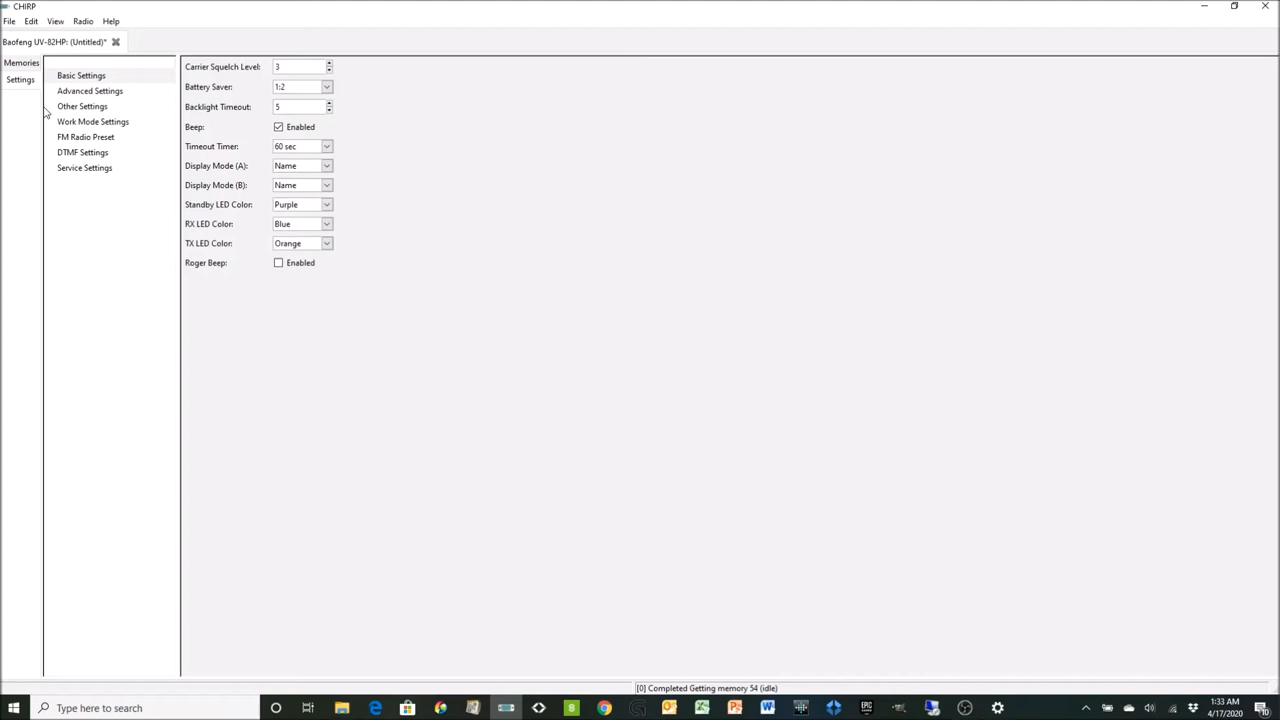 CHIRP
File Edit View Radio Help
Baofeng UV-82HP: (Untitled)*
Memories
Settings
Basic Settings
Advanced Settings
Other Settings
Work Mode Settings
FM Radio Preset
DTMF Settings
Service Settings
Carrier Squelch Level: 3
Battery Saver: 1:2
Backlight Timeout: 5
Beep: Enabled
Timeout Timer: 60 sec
Display Mode (A): Name
Display Mode (B): Name
Standby LED Color: Purple
RX LED Color: Blue
TX LED Color: Orange
Roger Beep: Enabled
[0] Completed Getting memory 54 (idle)
Type here to search
1:33 AM
4/17/2020